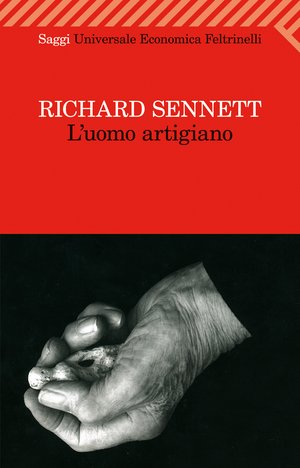 Saggi Universale Economica Feltrinelli
RICHARD SENNETT
L'uomo artigiano